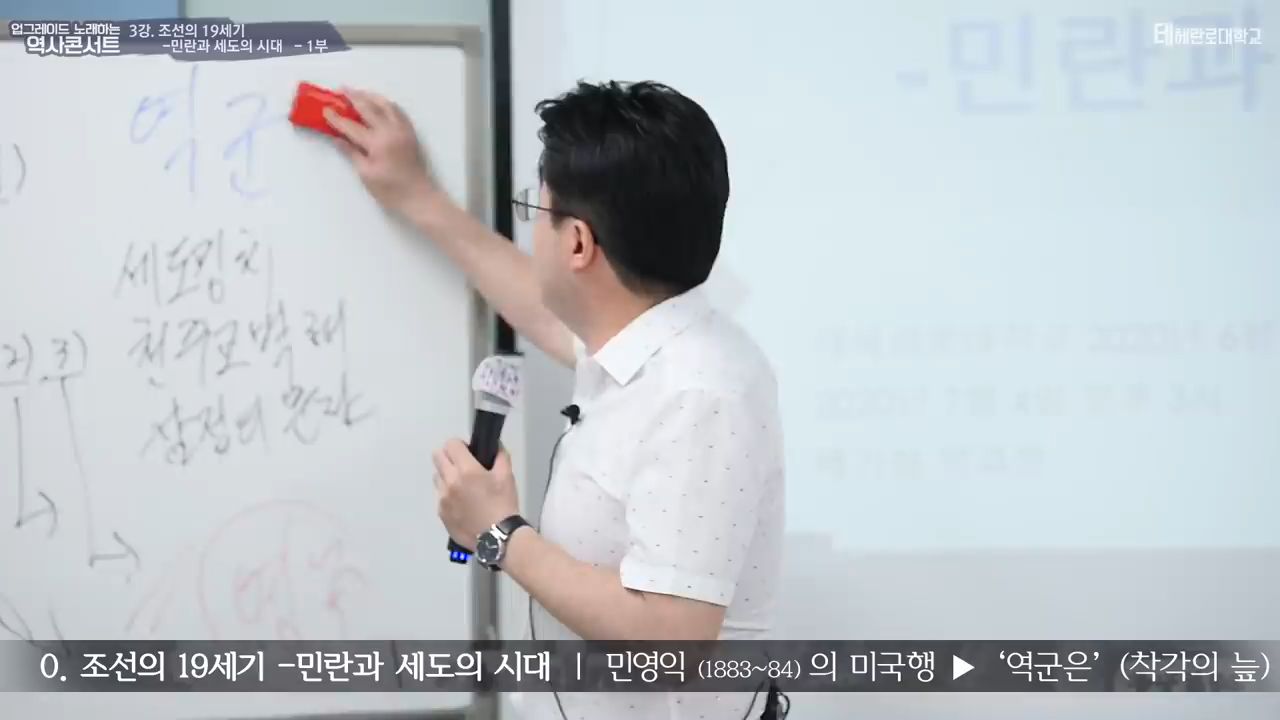 업그레이드 노래하는
역사콘서트
3강. 조선의 19세기
-민란과 세도의 시대 - 1부
테헤란로대학교
-민란과
역군
세도정치
천주교박해
삼정의 문란
2) 3)
0. 조선의 19세기 -민란과 세도의 시대 | 민영익 (1883~84) 의 미국행 ▶ ‘역군은’ (착각의 늪)